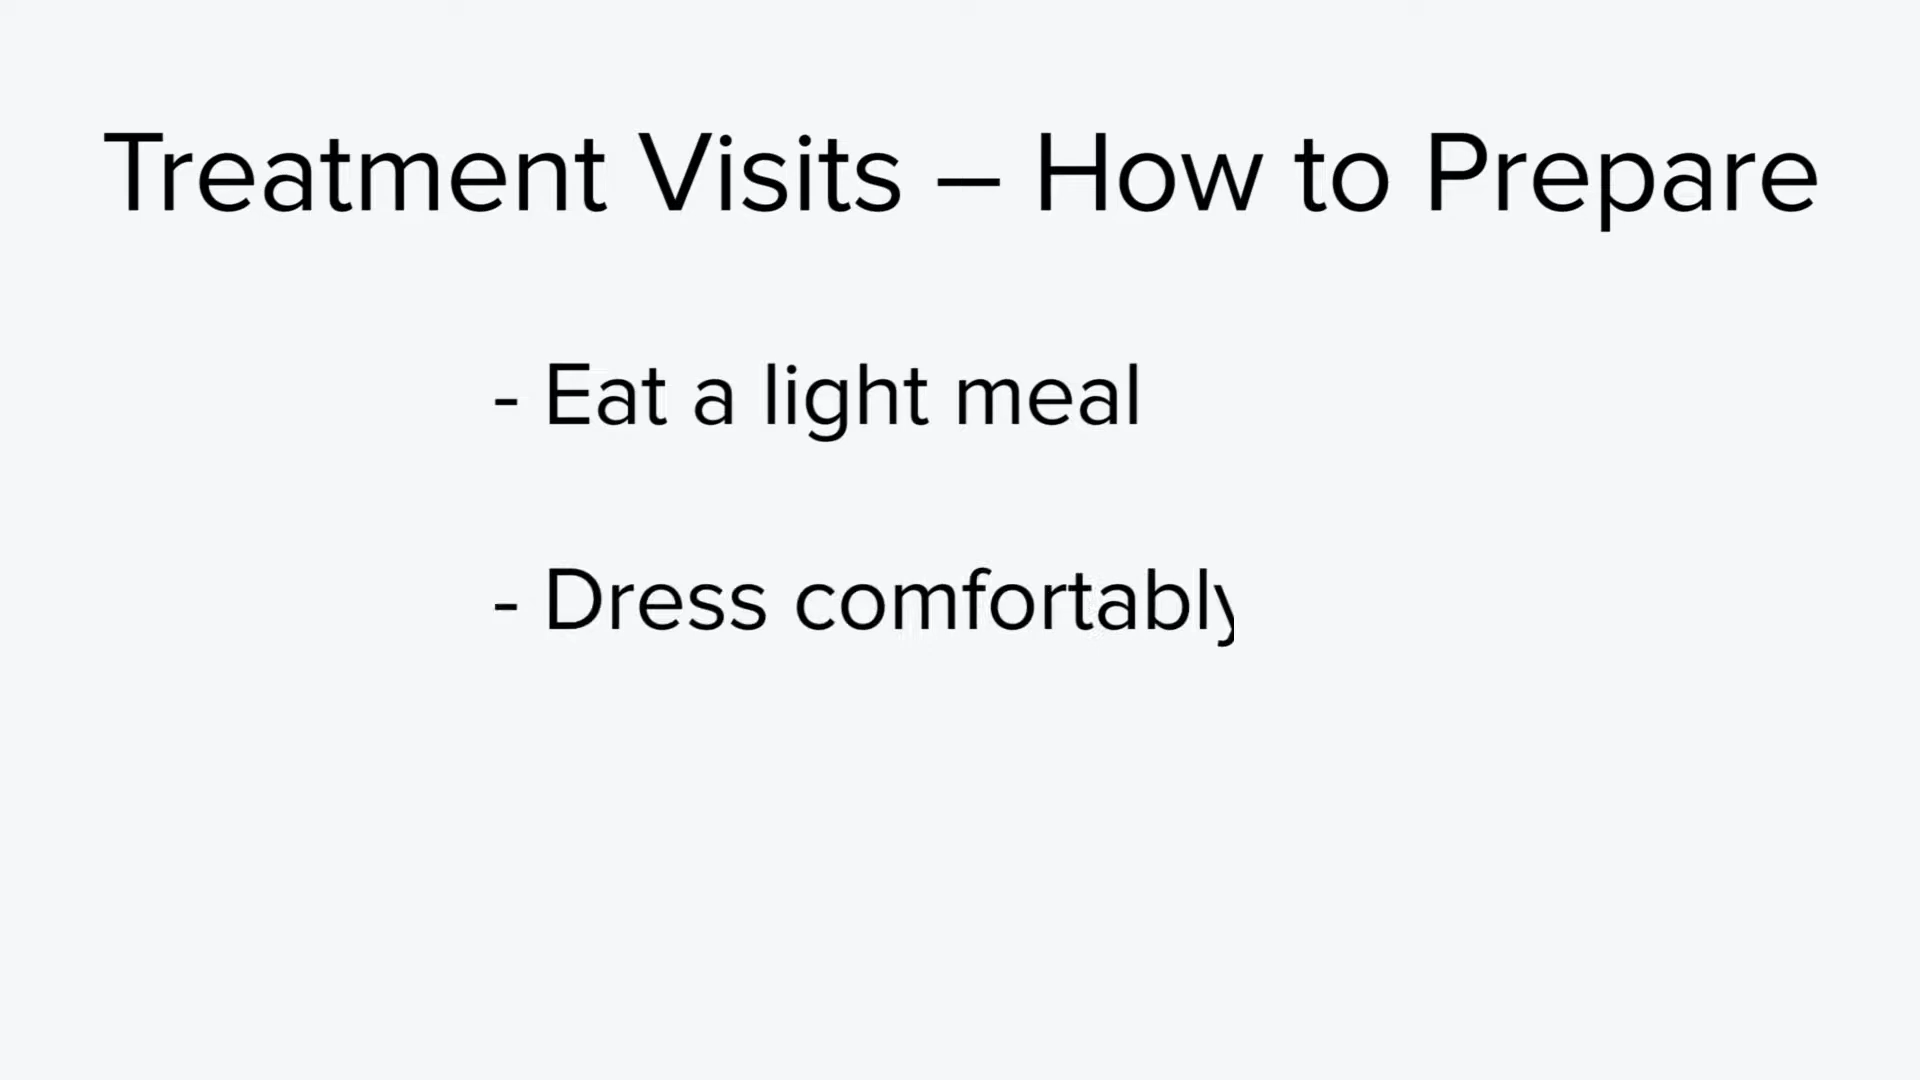 Treatment Visits – How to Prepare
- Eat a light meal
- Dress comfortably